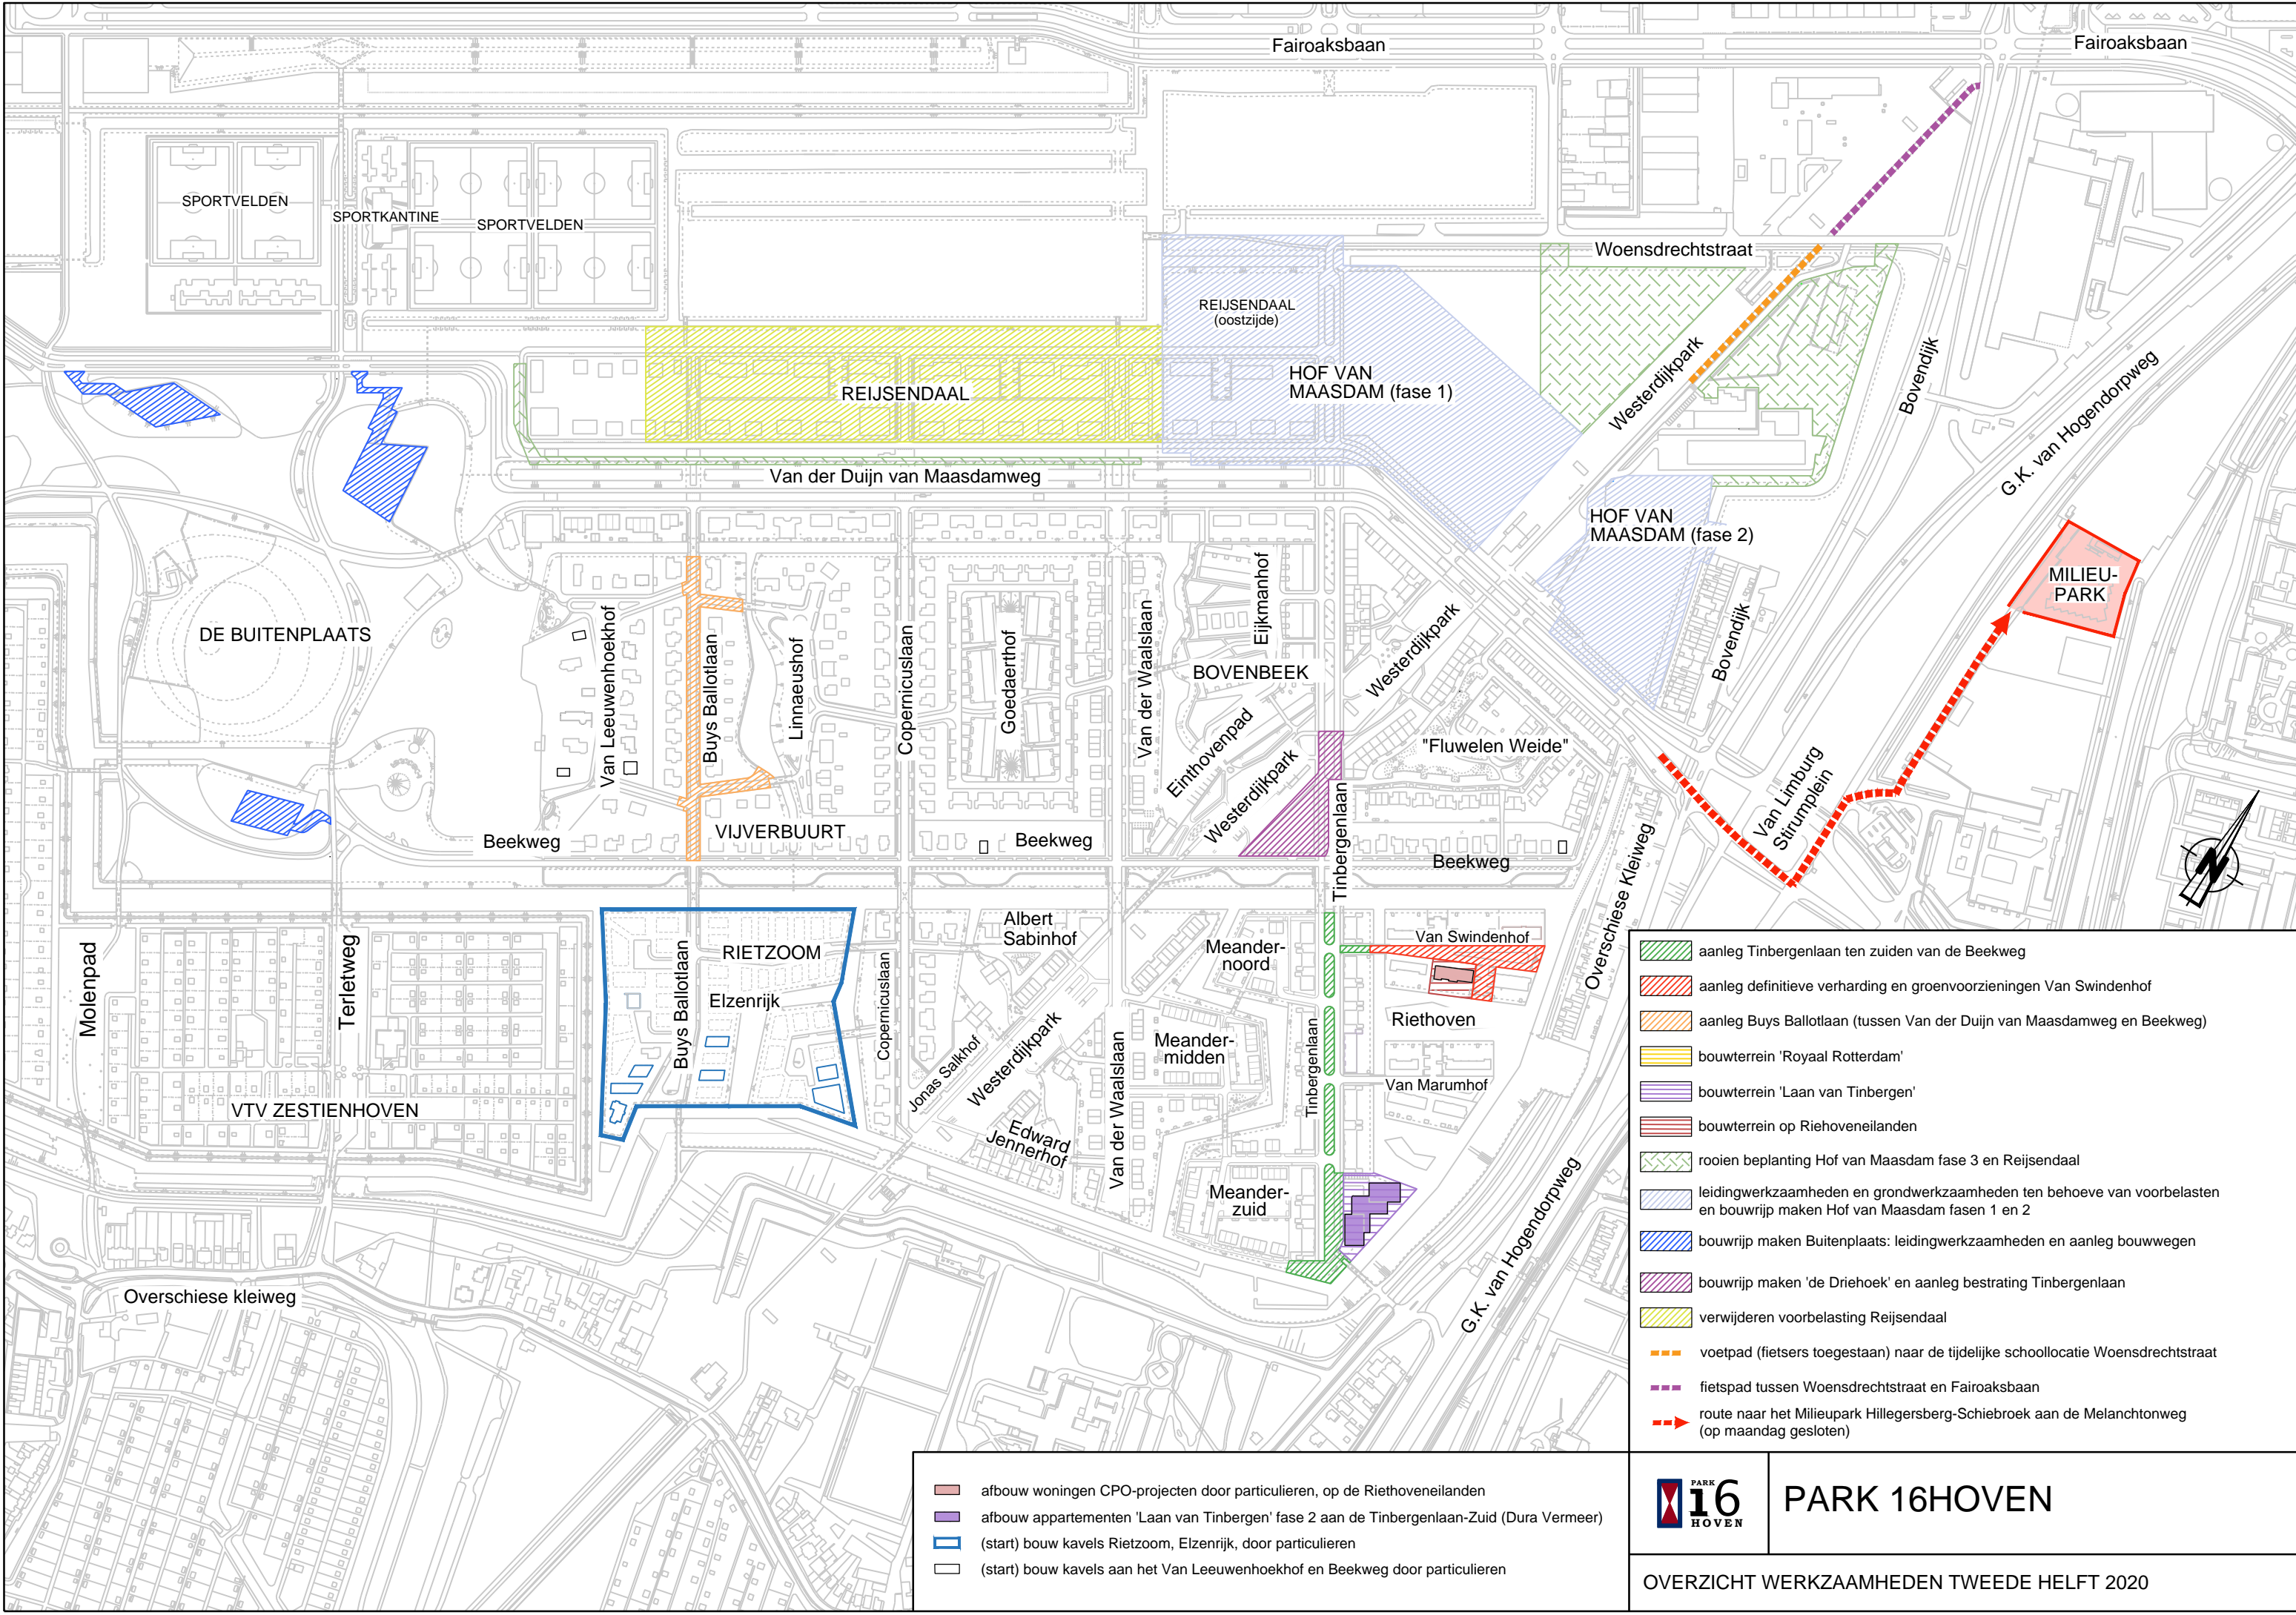 Fairoaksbaan
Fairoaksbaan
SPORTVELDEN
SPORTKANTINE
SPORTVELDEN
Woensdrechtstraat
REIJSENDAAL
(oostzijde)
HOF VAN
MAASDAM (fase 1)
REIJSENDAAL
Westerdijkpark
Bovendijk
G.K. van Hogendorpweg
Van der Duijn van Maasdamweg
HOF VAN
MAASDAM (fase 2)
MILIEU-
PARK
DE BUITENPLAATS
Van Leeuwenhoekhof
Buys Ballotlaan
Linnaeushof
Copernicuslaan
Goedaerthof
Van der Waalslaan
Eijkmanhof
BOVENBEEK
Westerdijkpark
Bovendijk
Einthovenpad
Westerdijkpark
"Fluwelen Weide"
Van Limburg
Stirumplein
Tinbergenlaan
Beekweg
VIJVERBUURT
Beekweg
Beekweg
Overschiese Kleiweg
Molenpad
Terletweg
RIETZOOM
Buys Ballotlaan
Elzenrijk
Copernicuslaan
Albert
Sabinhof
Meander-
noord
Van Swindenhof
Riethoven
Jonas Salkhof
Westerdijkpark
Van der Waalslaan
Meander-
midden
Tinbergenlaan
Van Marumhof
VTV ZESTIENHOVEN
Edward
Jennerhof
Meander-
zuid
G.K. van Hogendorpweg
Overschiese kleiweg
N
aanleg Tinbergenlaan ten zuiden van de Beekweg
aanleg definitieve verharding en groenvoorzieningen Van Swindenhof
aanleg Buys Ballotlaan (tussen Van der Duijn van Maasdamweg en Beekweg)
bouwterrein 'Royaal Rotterdam'
bouwterrein 'Laan van Tinbergen'
bouwterrein op Riehoveneilanden
rooien beplanting Hof van Maasdam fase 3 en Reijsendaal
leidingwerkzaamheden en grondwerkzaamheden ten behoeve van voorbelasten
en bouwrijp maken Hof van Maasdam fasen 1 en 2
bouwrijp maken Buitenplaats: leidingwerkzaamheden en aanleg bouwwegen
bouwrijp maken 'de Driehoek' en aanleg bestrating Tinbergenlaan
verwijderen voorbelasting Reijsendaal
voetpad (fietsers toegestaan) naar de tijdelijke schoollocatie Woensdrechtstraat
fietspad tussen Woensdrechtstraat en Fairoaksbaan
route naar het Milieupark Hillegersberg-Schiebroek aan de Melanchtonweg
(op maandag gesloten)
afbouw woningen CPO-projecten door particulieren, op de Riethoveneilanden
afbouw appartementen 'Laan van Tinbergen' fase 2 aan de Tinbergenlaan-Zuid (Dura Vermeer)
(start) bouw kavels Rietzoom, Elzenrijk, door particulieren
(start) bouw kavels aan het Van Leeuwenhoekhof en Beekweg door particulieren
PARK
16
HOVEN
PARK 16HOVEN
OVERZICHT WERKZAAMHEDEN TWEEDE HELFT 2020